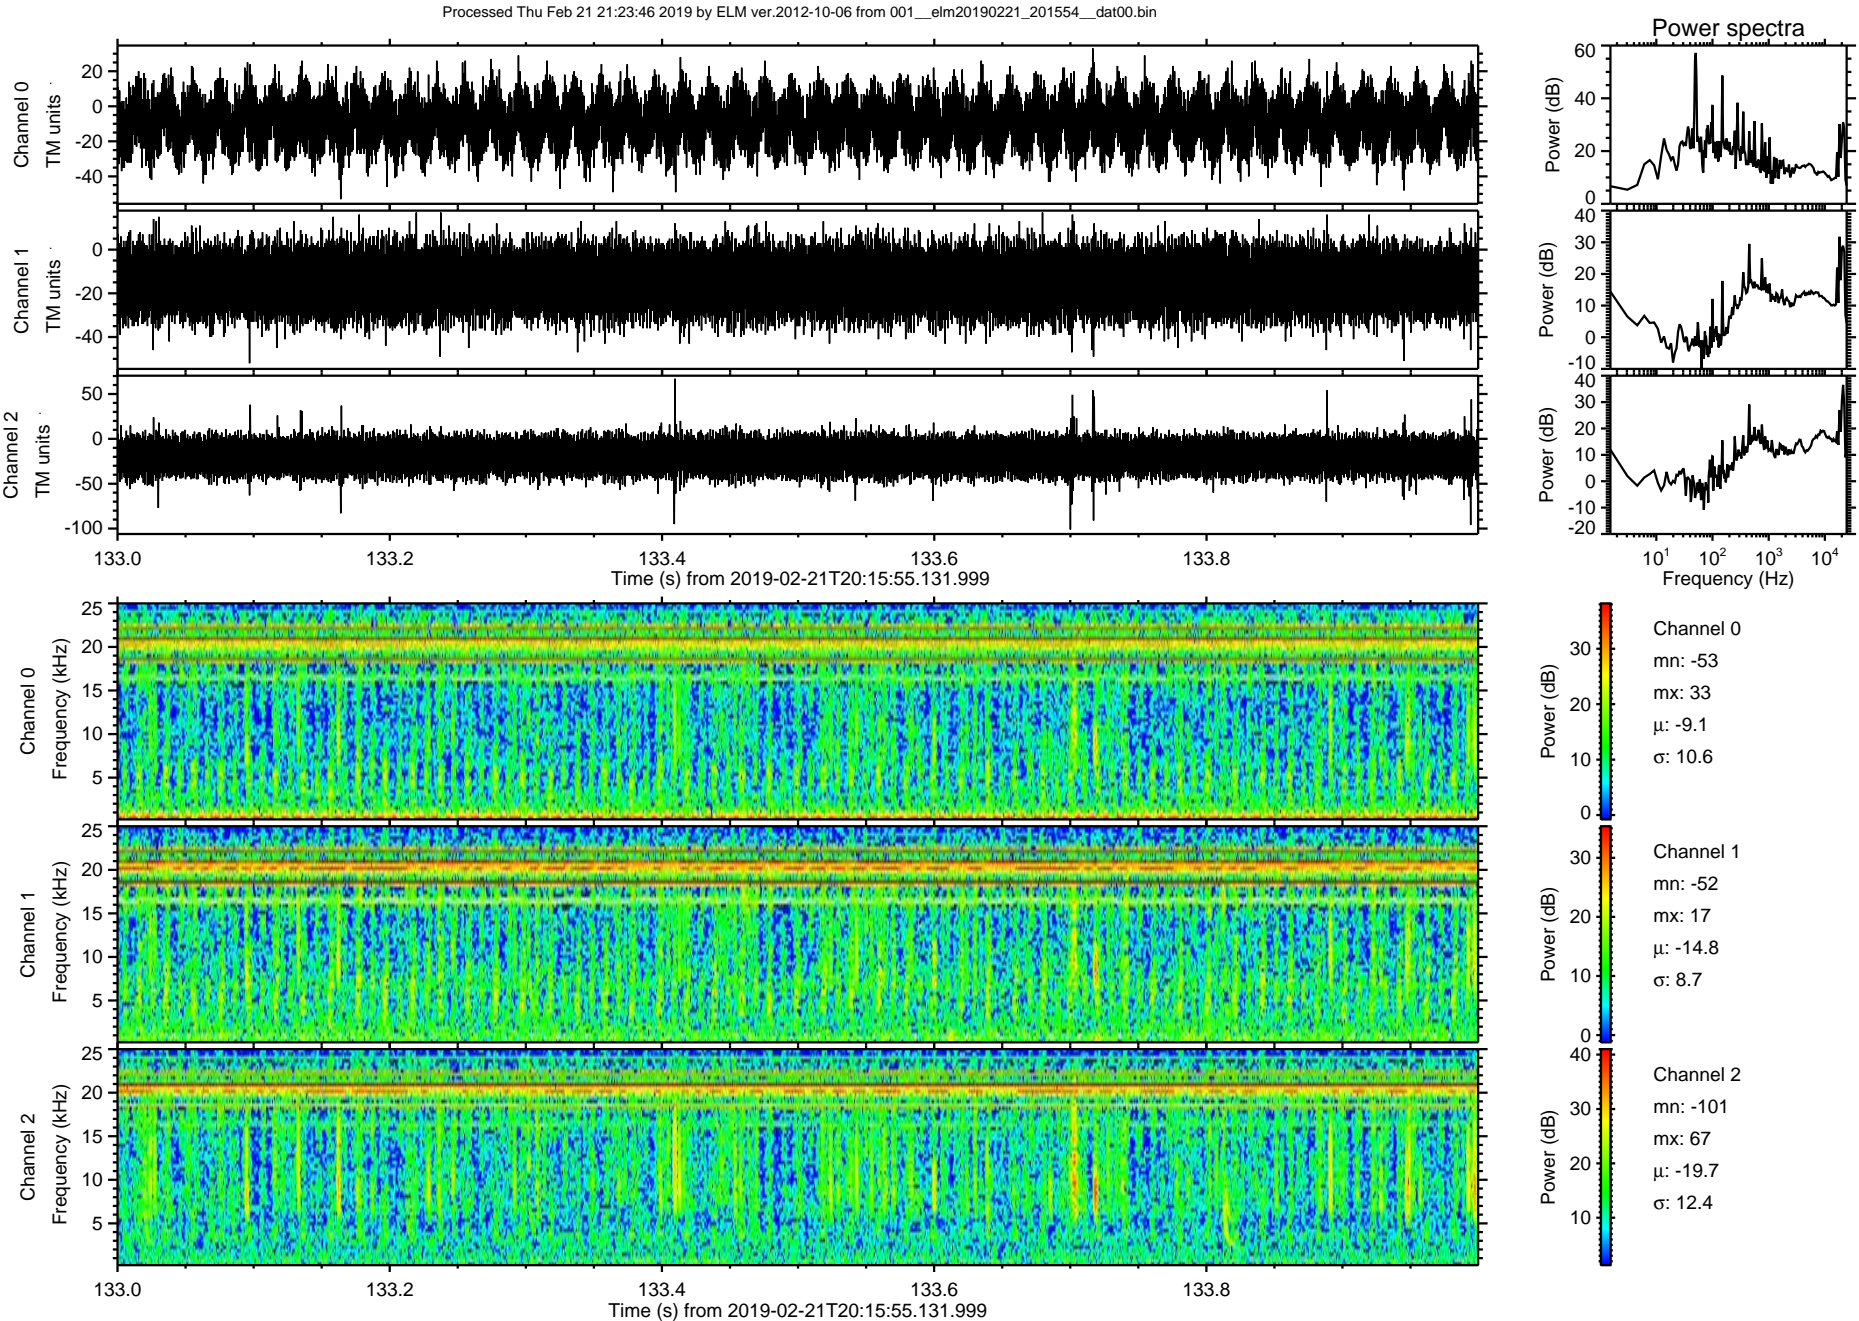 Processed Thu Feb 21 21:23:46 2019 by ELM ver.2012-10-06 from 001__elm20190221_201554__dat00.bin
Power spectra
Channel 0
TM units
20
0
-20
-40
Power (dB)
60
40
20
0
Channel 1
TM units
0
-20
-40
Power (dB)
40
30
20
10
0
-10
Channel 2
TM units
50
0
-50
-100
Power (dB)
40
30
20
10
0
-10
-20
133.0 133.2 133.4 133.6 133.8
Time (s) from 2019-02-21T20:15:55.131.999
10^1 10^2 10^3 10^4
Frequency (Hz)
Channel 0
Frequency (kHz)
25
20
15
10
5
Power (dB)
30
20
10
0
Channel 0
mn: -53
mx: 33
µ: -9.1
σ: 10.6
Channel 1
Frequency (kHz)
25
20
15
10
5
Power (dB)
30
20
10
0
Channel 1
mn: -52
mx: 17
µ: -14.8
σ: 8.7
Channel 2
Frequency (kHz)
25
20
15
10
5
Power (dB)
40
30
20
10
Channel 2
mn: -101
mx: 67
µ: -19.7
σ: 12.4
133.0 133.2 133.4 133.6 133.8
Time (s) from 2019-02-21T20:15:55.131.999